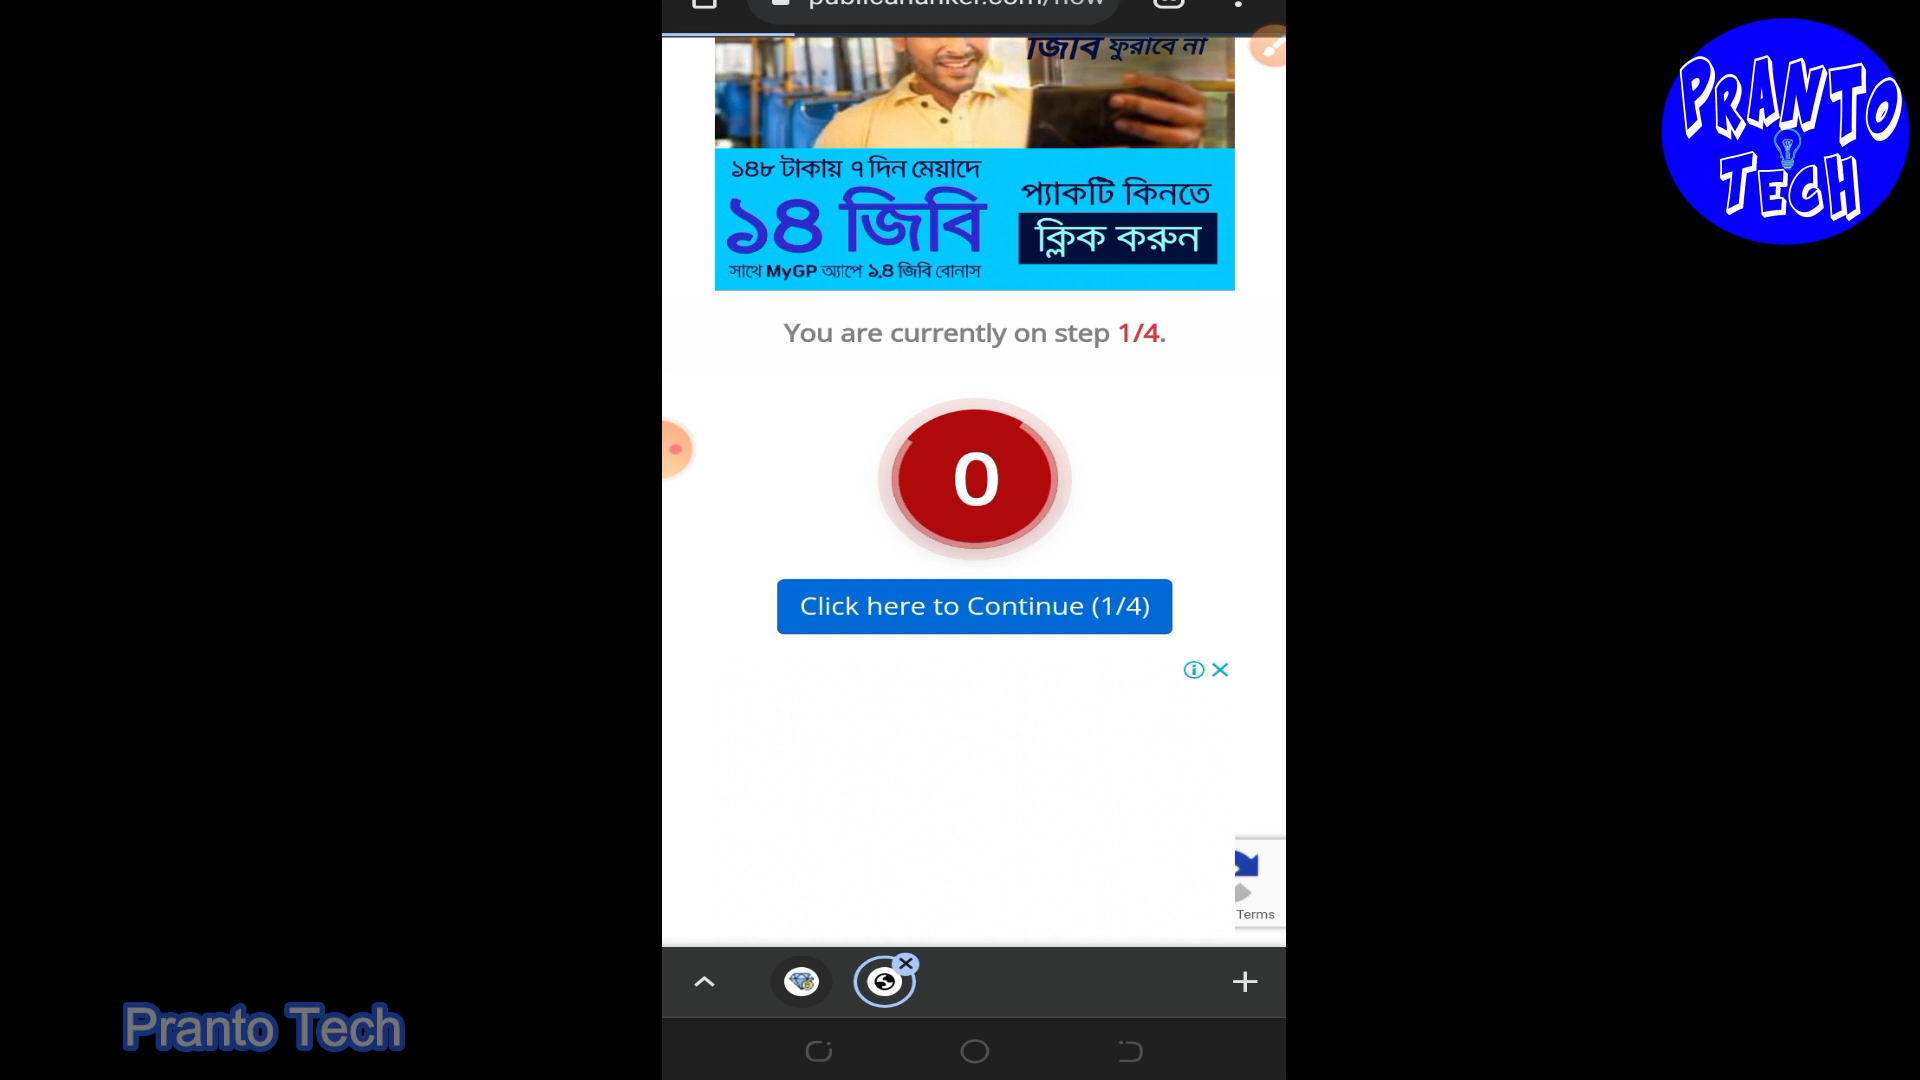 জিবি ফুরাবে না
১৪৮ টাকায় ৭ দিন মেয়াদে
১৪ জিবি
সাথে MyGP অ্যাপে ১.৪ জিবি বোনাস
প্যাকটি কিনতে
ক্লিক করুন
You are currently on step 1/4.
0
Click here to Continue (1/4)
Terms
PRANTO
TECH
Pranto Tech